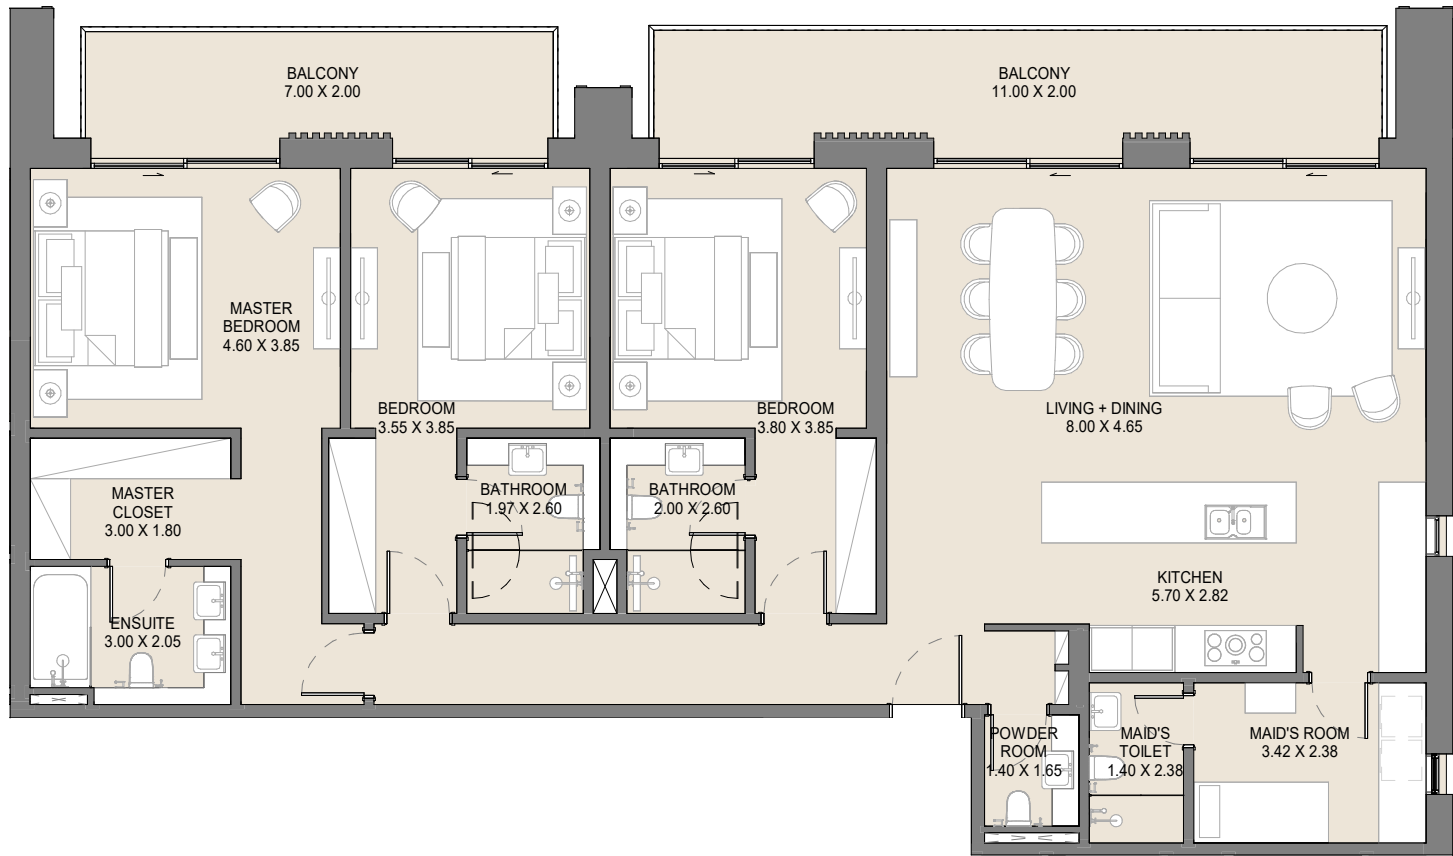 BALCONY
7.00 X 2.00
BALCONY
11.00 X 2.00
MASTER
BEDROOM
4.60 X 3.85
BEDROOM
3.55 X 3.85
BEDROOM
3.80 X 3.85
LIVING + DINING
8.00 X 4.65
MASTER
CLOSET
3.00 X 1.80
BATHROOM
1.97 X 2.60
BATHROOM
2.00 X 2.60
KITCHEN
5.70 X 2.82
ENSUITE
3.00 X 2.05
POWDER
ROOM
1.40 X 1.65
MAID'S
TOILET
1.40 X 2.38
MAID'S ROOM
3.42 X 2.38